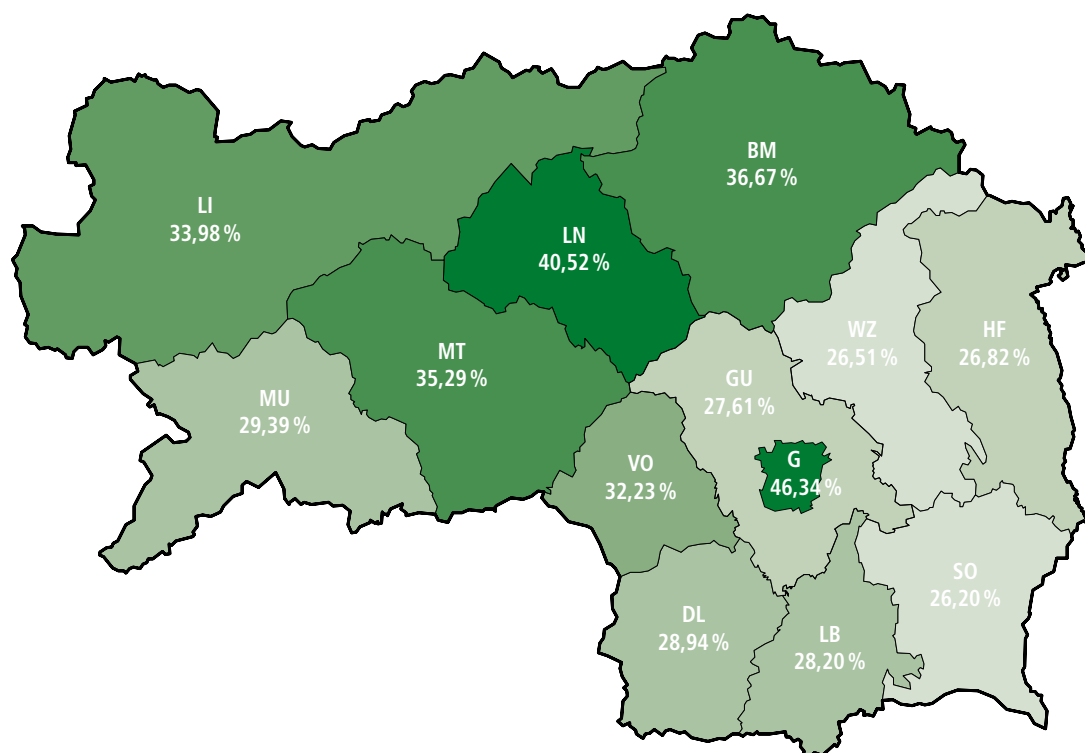 BM
36,67 %
LI
33,98 %
LN
40,52 %
WZ
26,51 %
HF
26,82 %
MT
35,29 %
GU
27,61 %
MU
29,39 %
VO
32,23 %
G
46,34 %
SO
26,20 %
DL
28,94 %
LB
28,20 %